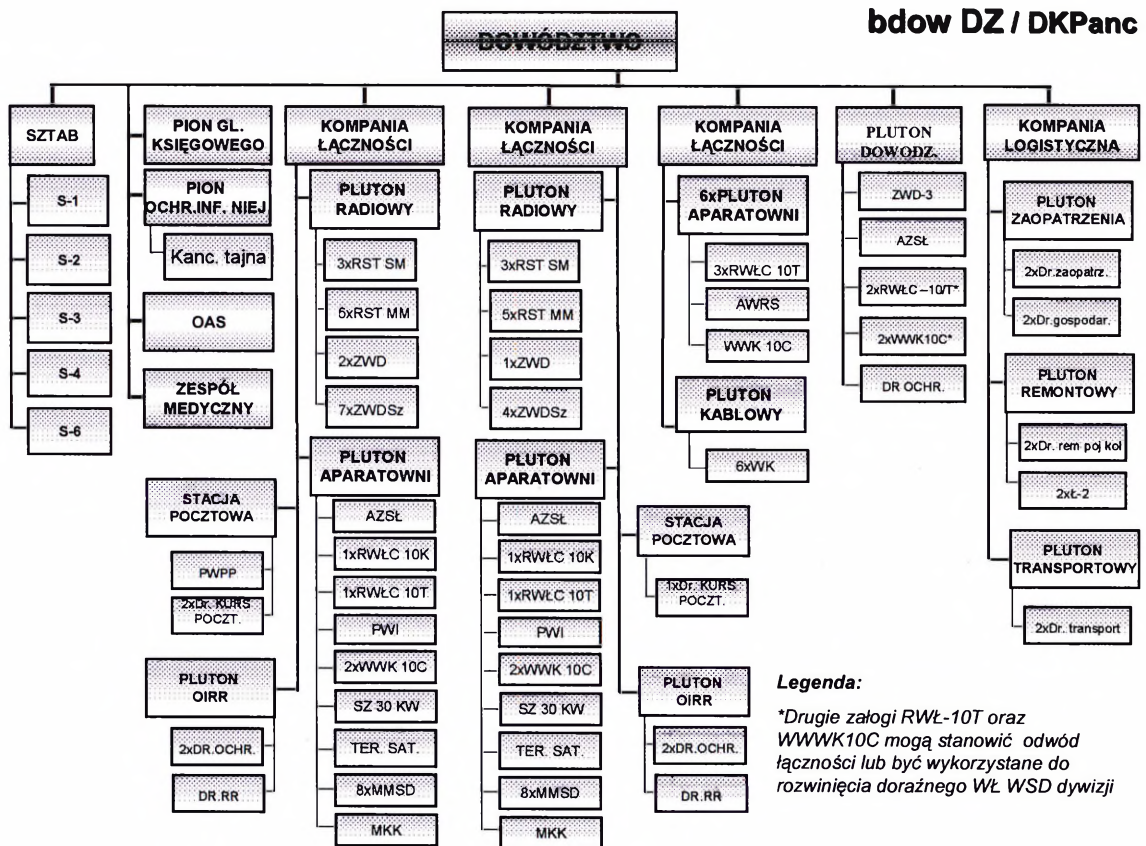 bdow DZ / DKPanc
DOWÓDZTWO
SZTAB
S-1
S-2
S-3
S-4
S-6
PION GL.
KSIĘGOWEGO
PION
OCHR.INF. NIEJ
Kanc. tajna
OAS
ZESPÓŁ
MEDYCZNY
KOMPANIA
ŁĄCZNOŚCI
PLUTON
RADIOWY
3xRST SM
5xRST MM
2xZWD
7xZWDSz
PLUTON
APARATOWNI
AZSŁ
1xRWŁC 10K
1xRWŁC 10T
PWI
2xWWK 10C
SZ 30 KW
TER. SAT.
8xMMSD
MKK
STACJA
POCZTOWA
PWPP
2xDr. KURS
POCZT.
PLUTON
OIRR
2xDR.OCHR.
DR.RR
KOMPANIA
ŁĄCZNOŚCI
PLUTON
RADIOWY
3xRST SM
5xRST MM
1xZWD
4xZWDSz
PLUTON
APARATOWNI
AZSŁ
1xRWŁC 10K
1xRWŁC 10T
PWI
2xWWK 10C
SZ 30 KW
TER. SAT.
8xMMSD
MKK
STACJA
POCZTOWA
1xDr. KURS
POCZT.
PLUTON
OIRR
2xDR.OCHR.
DR.RR
KOMPANIA
ŁĄCZNOŚCI
6xPLUTON
APARATOWNI
3xRWŁC 10T
AWRS
WWK 10C
PLUTON
KABLOWY
6xWK
PLUTON
DOWODZ.
ZWD-3
AZSŁ
2xRWŁC –10/T*
2xWWK10C*
DR OCHR.
KOMPANIA
LOGISTYCZNA
PLUTON
ZAOPATRZENIA
2xDr.zaopatrz.
2xDr.gospodar.
PLUTON
REMONTOWY
2xDr. rem poj koł
2xŁ-2
PLUTON
TRANSPORTOWY
2xDr. transport
Legenda:
*Drugie załogi RWŁ-10T oraz
WWWK10C mogą stanowić odwód
łączności lub być wykorzystane do
rozwinięcia doraźnego WŁ WSD dywizji